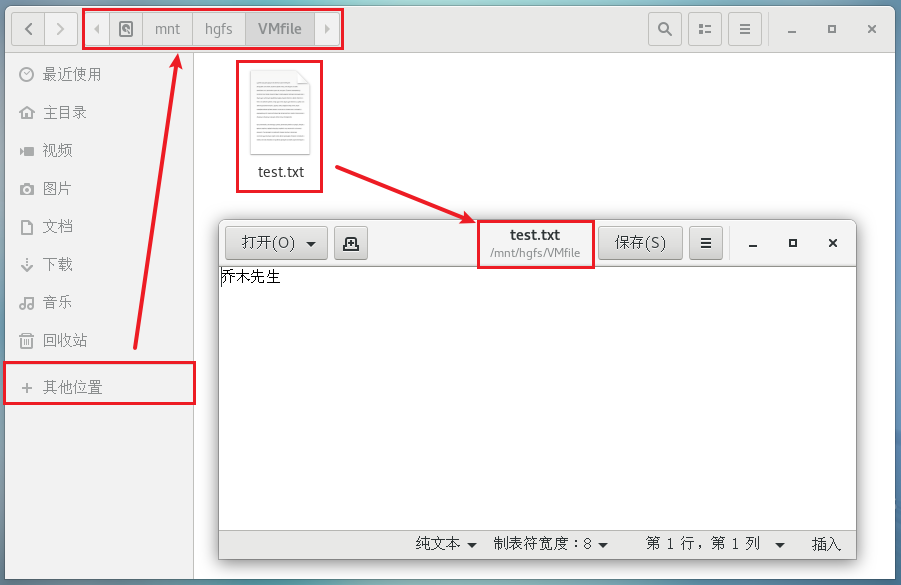 mnt hgfs VMfile
最近使用
主目录
视频
图片
文档
下载
音乐
回收站
其他位置
test.txt
打开(O)
test.txt
/mnt/hgfs/VMfile
保存(S)
乔木先生
纯文本 制表符宽度：8 第 1 行，第 1 列 插入